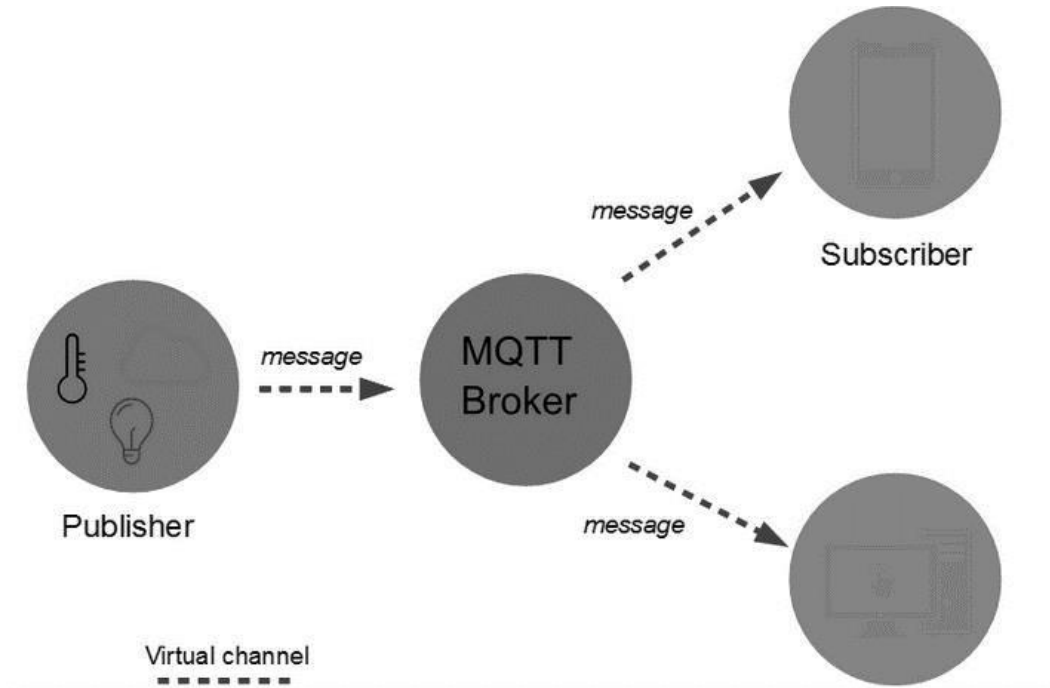 message
Subscriber
message
MQTT
Broker
Publisher
message
Virtual channel